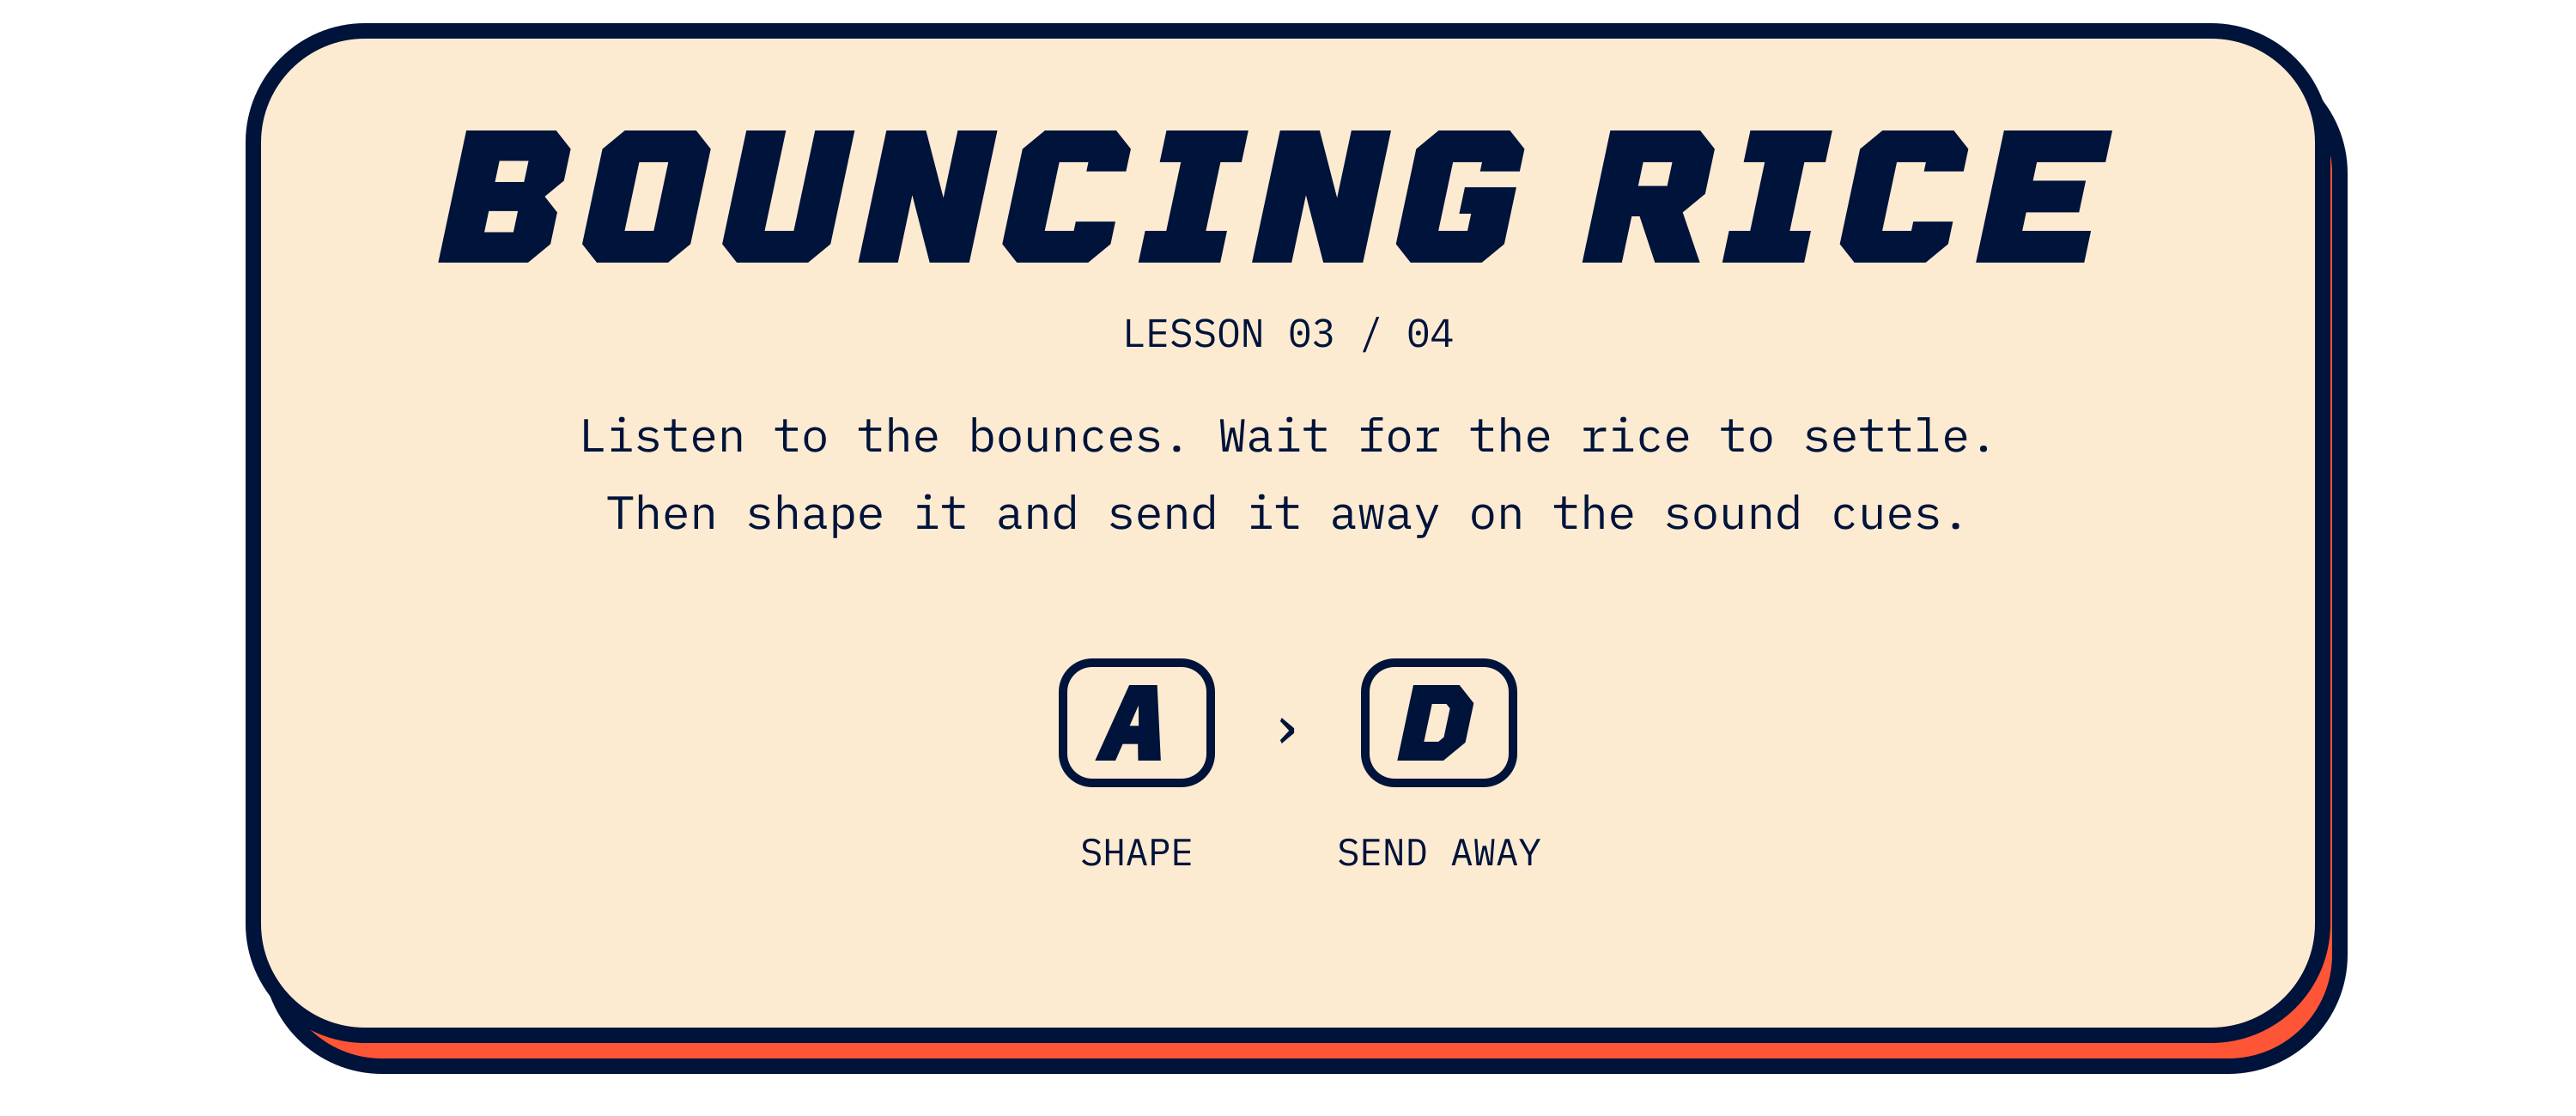 BOUNCING RICE
LESSON 03 / 04
Listen to the bounces. Wait for the rice to settle.
Then shape it and send it away on the sound cues.
A › D
SHAPE SEND AWAY